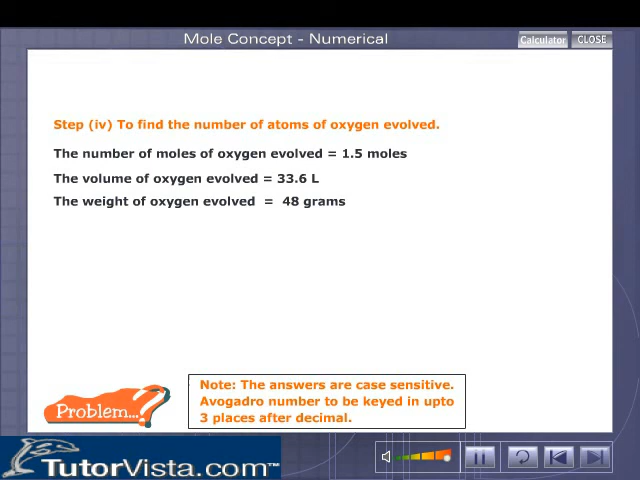 Mole Concept - Numerical
Calculator
CLOSE
Step (iv) To find the number of atoms of oxygen evolved.
The number of moles of oxygen evolved = 1.5 moles
The volume of oxygen evolved = 33.6 L
The weight of oxygen evolved = 48 grams
Problem...?
Note: The answers are case sensitive.
Avogadro number to be keyed in upto
3 places after decimal.
TutorVista.com™